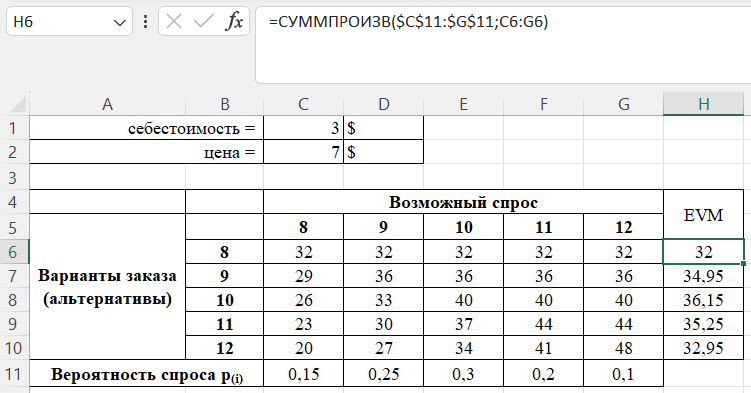 H6 fx =СУММПРОИЗВ($C$11:$G$11;C6:G6)
A B C D E F G H
1 себестоимость = 3 $
2 цена = 7 $
3
4 Возможный спрос EVM
5 8 9 10 11 12
6 8 32 32 32 32 32 32
7 Варианты заказа 9 29 36 36 36 36 34,95
8 (альтернативы) 10 26 33 40 40 40 36,15
9 11 23 30 37 44 44 35,25
10 12 20 27 34 41 48 32,95
11 Вероятность спроса p(i) 0,15 0,25 0,3 0,2 0,1